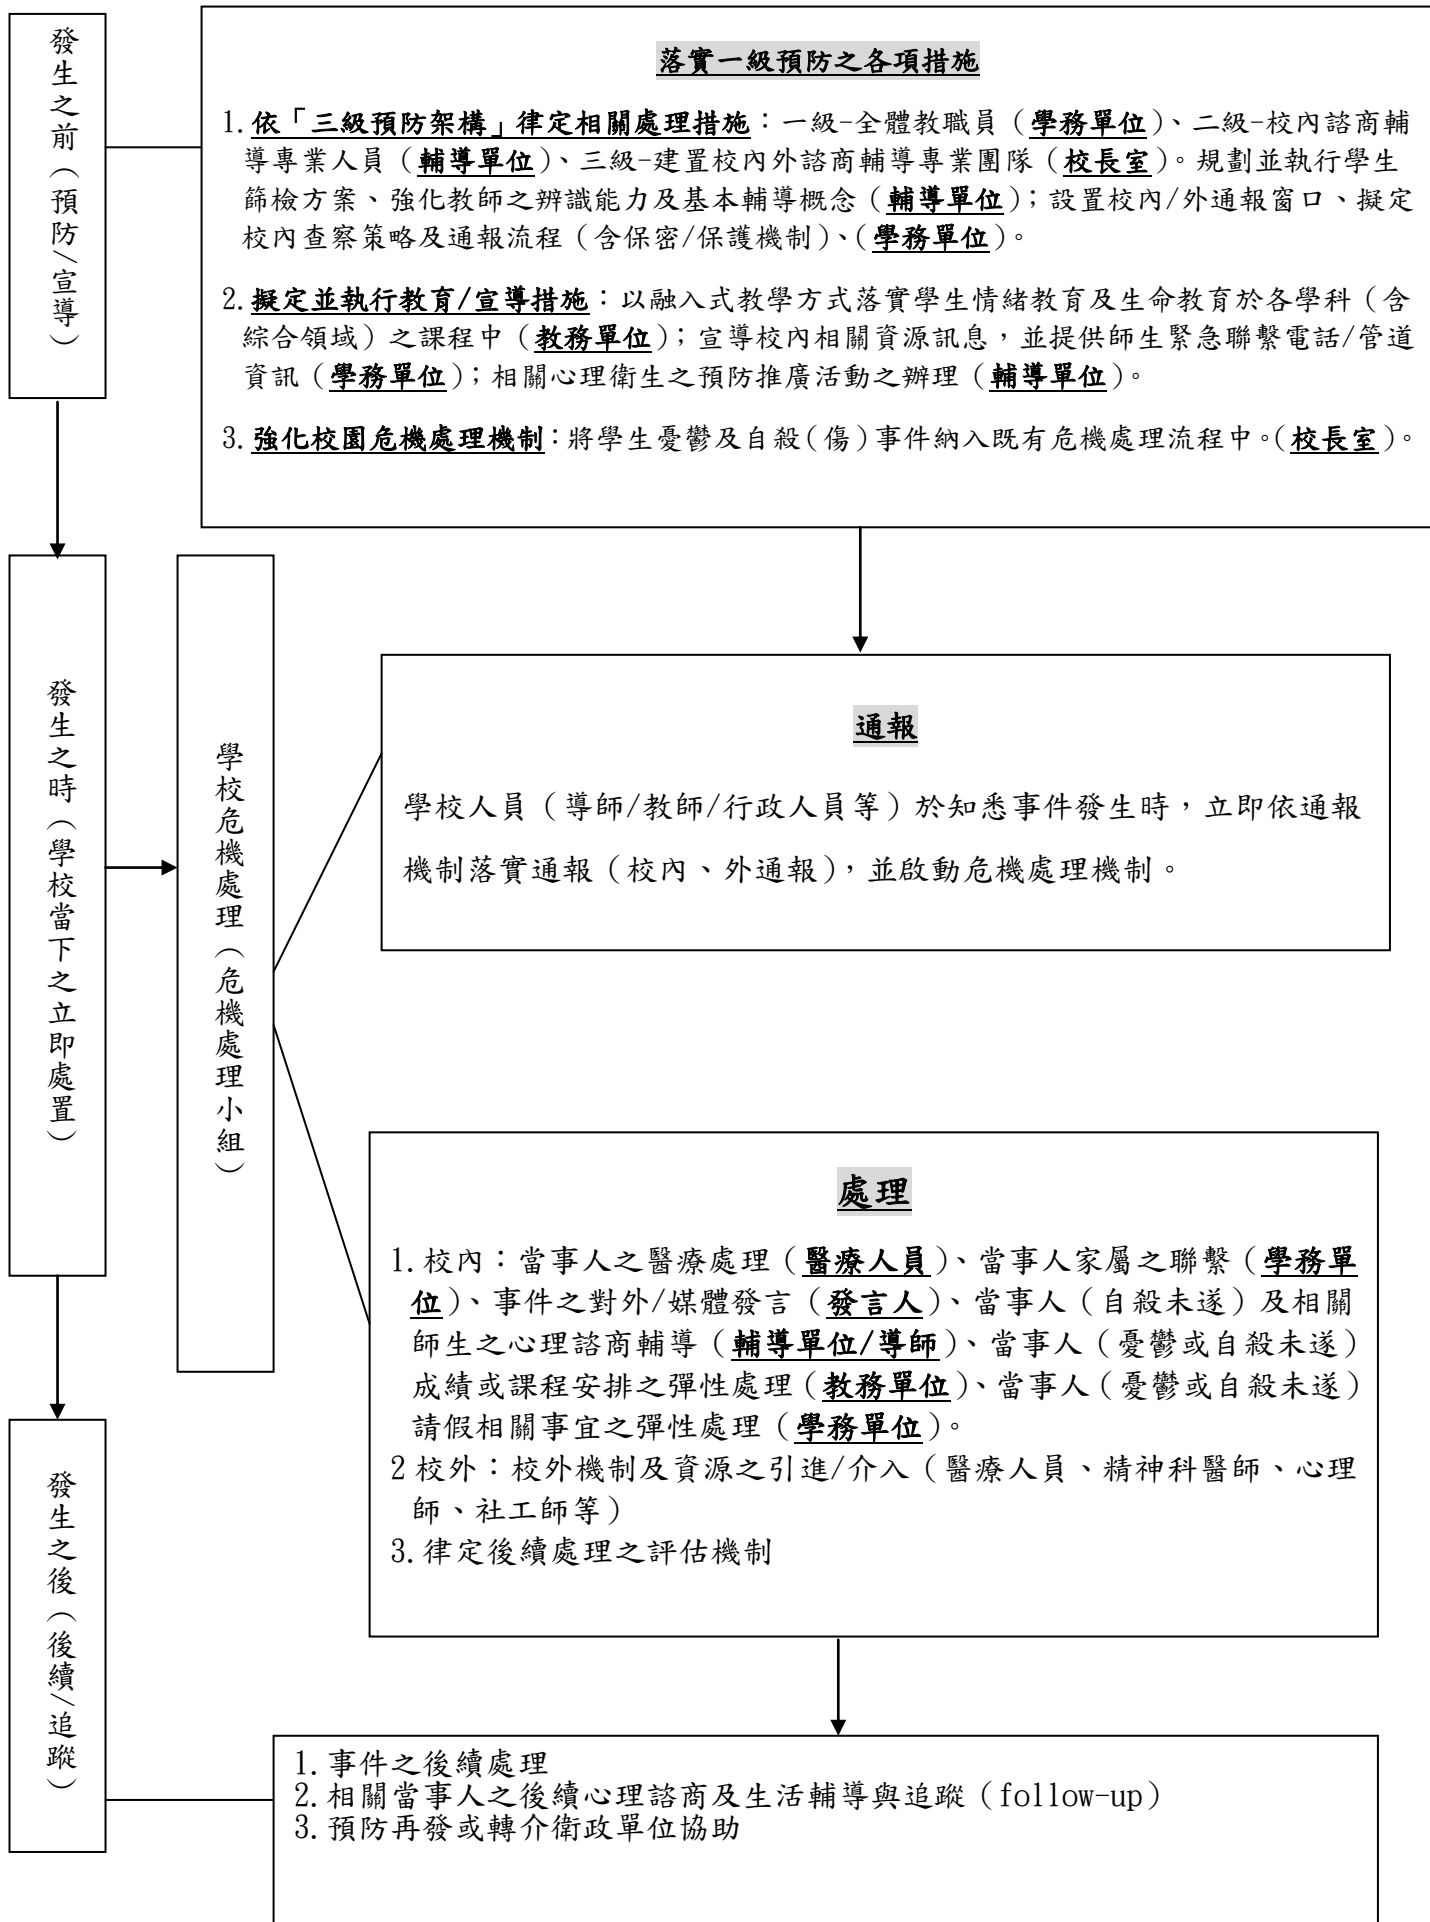 發生之前（預防/宣導）
落實一級預防之各項措施
1.依「三級預防架構」律定相關處理措施：一級-全體教職員（學務單位）、二級-校內諮商輔
導專業人員（輔導單位）、三級-建置校內外諮商輔導專業團隊（校長室）。規劃並執行學生
篩檢方案、強化教師之辨識能力及基本輔導概念（輔導單位）；設置校內/外通報窗口、擬定
校內查察策略及通報流程（含保密/保護機制）、（學務單位）。
2.擬定並執行教育/宣導措施：以融入式教學方式落實學生情緒教育及生命教育於各學科（含
綜合領域）之課程中（教務單位）；宣導校內相關資源訊息，並提供師生緊急聯繫電話/管道
資訊（學務單位）；相關心理衛生之預防推廣活動之辦理（輔導單位）。
3.強化校園危機處理機制：將學生憂鬱及自殺（傷）事件納入既有危機處理流程中。（校長室）。
發生之時（學校當下之立即處置）
學校危機處理（危機處理小組）
通報
學校人員（導師/教師/行政人員等）於知悉事件發生時，立即依通報
機制落實通報（校內、外通報），並啟動危機處理機制。
處理
1.校內：當事人之醫療處理（醫療人員）、當事人家屬之聯繫（學務單
位）、事件之對外/媒體發言（發言人）、當事人（自殺未遂）及相關
師生之心理諮商輔導（輔導單位/導師）、當事人（憂鬱或自殺未遂）
成績或課程安排之彈性處理（教務單位）、當事人（憂鬱或自殺未遂）
請假相關事宜之彈性處理（學務單位）。
2 校外：校外機制及資源之引進/介入（醫療人員、精神科醫師、心理
師、社工師等）
3.律定後續處理之評估機制
發生之後（後續/追蹤）
1.事件之後續處理
2.相關當事人之後續心理諮商及生活輔導與追蹤（follow-up）
3.預防再發或轉介衛政單位協助